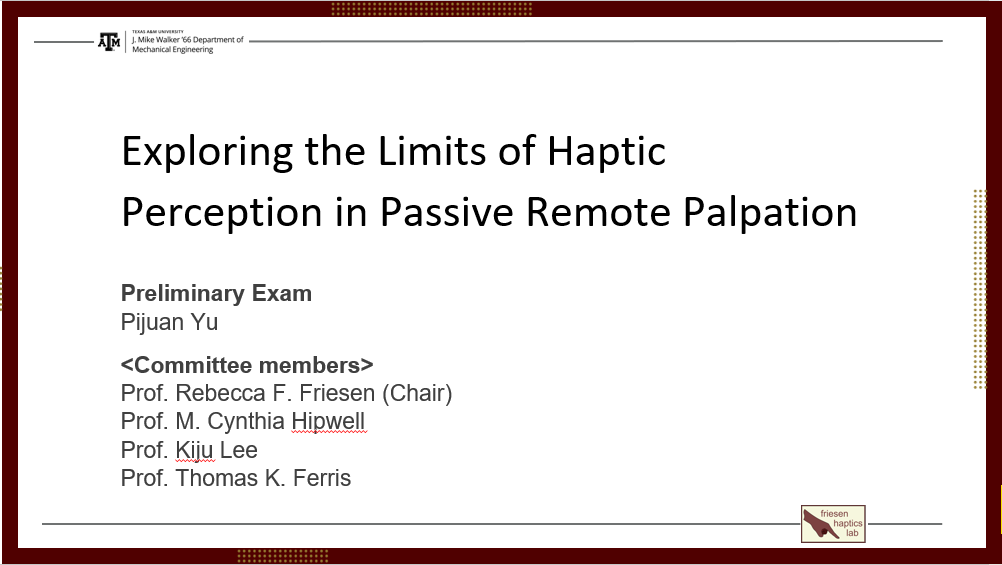 TEXAS A&M UNIVERSITY
ATM
J. Mike Walker '66 Department of
Mechanical Engineering
Exploring the Limits of Haptic
Perception in Passive Remote Palpation
Preliminary Exam
Pijuan Yu
<Committee members>
Prof. Rebecca F. Friesen (Chair)
Prof. M. Cynthia Hipwell
Prof. Kiju Lee
Prof. Thomas K. Ferris
friesen
haptics
lab